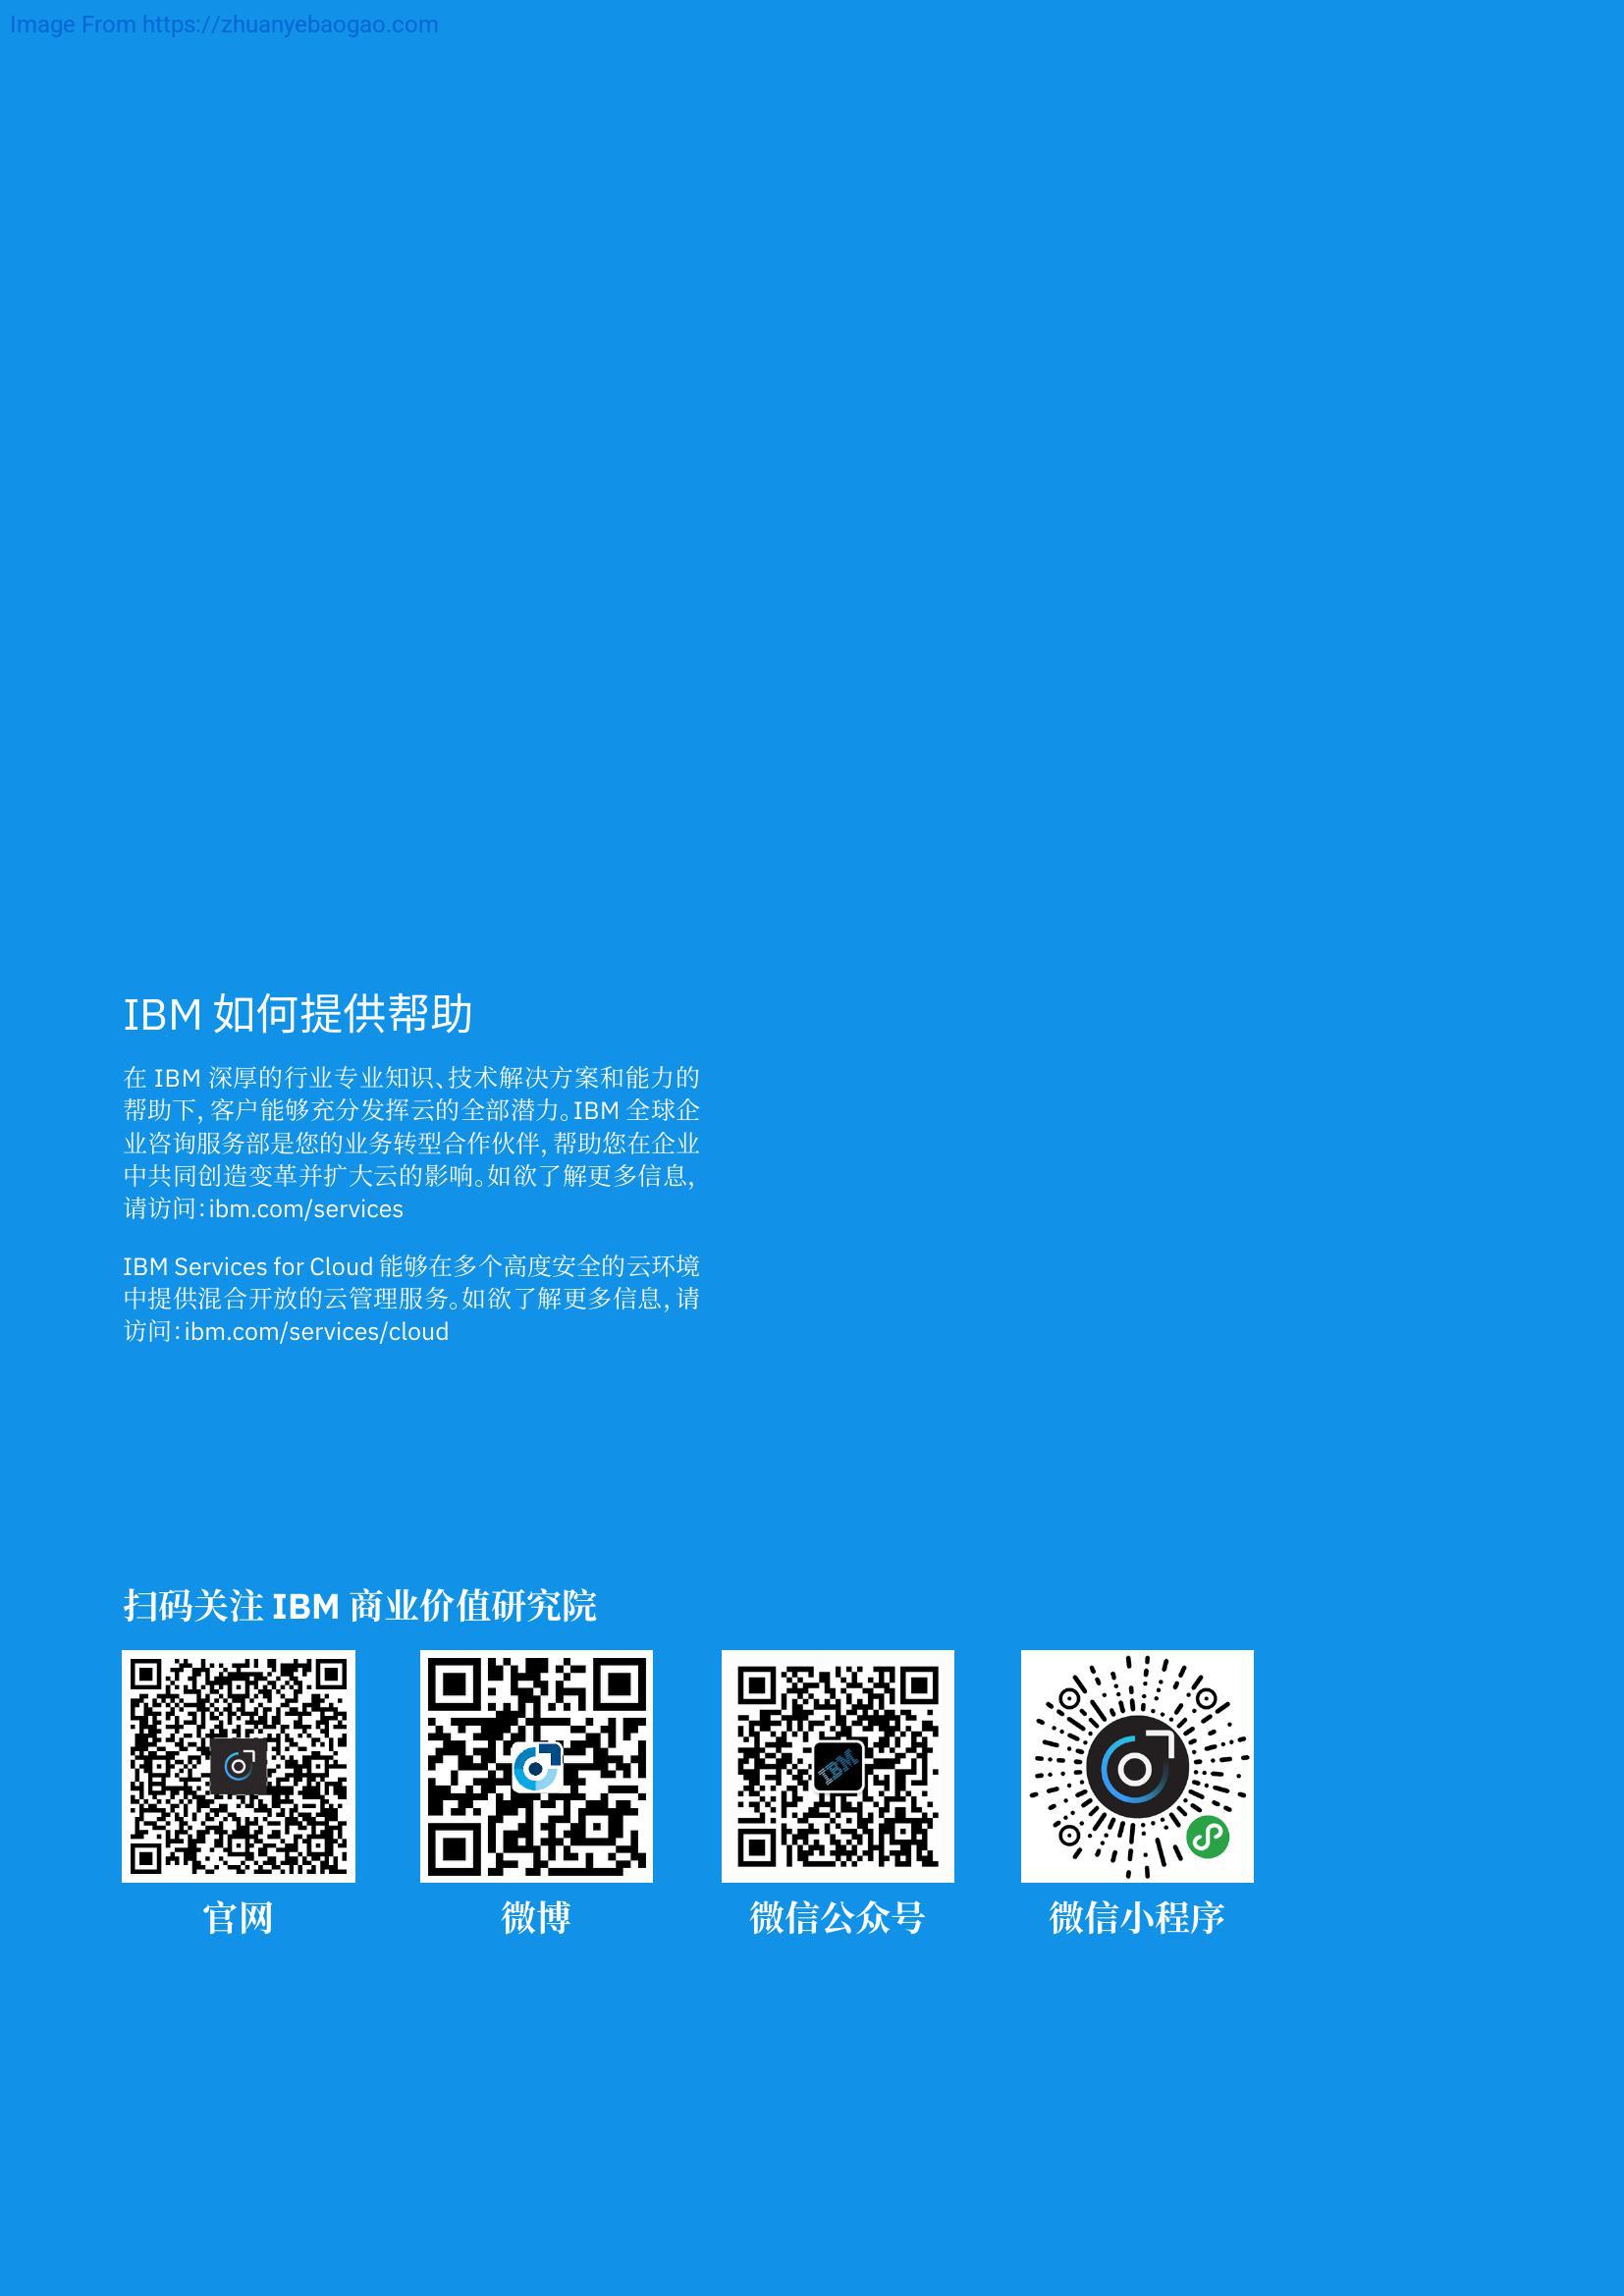 Image From https://zhuanyebaogao.com
IBM 如何提供帮助
在 IBM 深厚的行业专业知识、技术解决方案和能力的
帮助下，客户能够充分发挥云的全部潜力。IBM 全球企
业咨询服务部是您的业务转型合作伙伴，帮助您在企业
中共同创造变革并扩大云的影响。如欲了解更多信息，
请访问：ibm.com/services
IBM Services for Cloud 能够在多个高度安全的云环境
中提供混合开放的云管理服务。如欲了解更多信息，请
访问：ibm.com/services/cloud
扫码关注 IBM 商业价值研究院
IBM
官网 微博 微信公众号 微信小程序